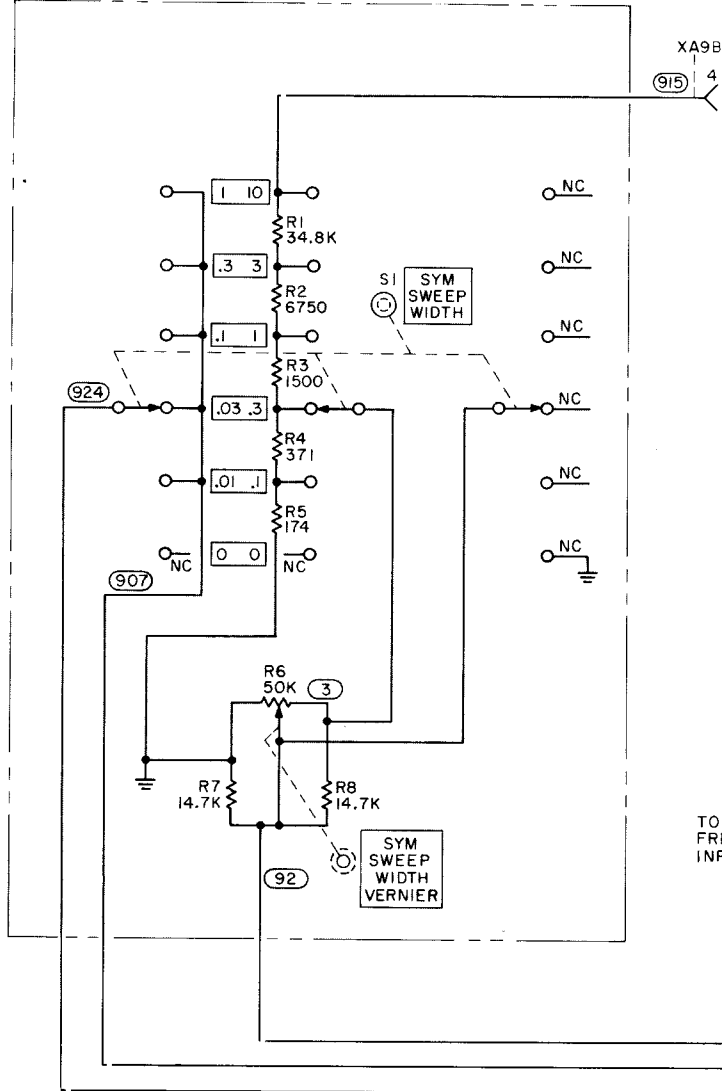 XA9B
915
4
1 10
NC
R1
34.8K
.3 3
NC
S1
SYM
SWEEP
WIDTH
R2
6750
.1 1
NC
R3
1500
924
.03 .3
NC
R4
371
.01 .1
NC
R5
174
NC
0 0
NC
NC
907
R6
50K
3
R7
14.7K
R8
14.7K
92
SYM
SWEEP
WIDTH
VERNIER
TO